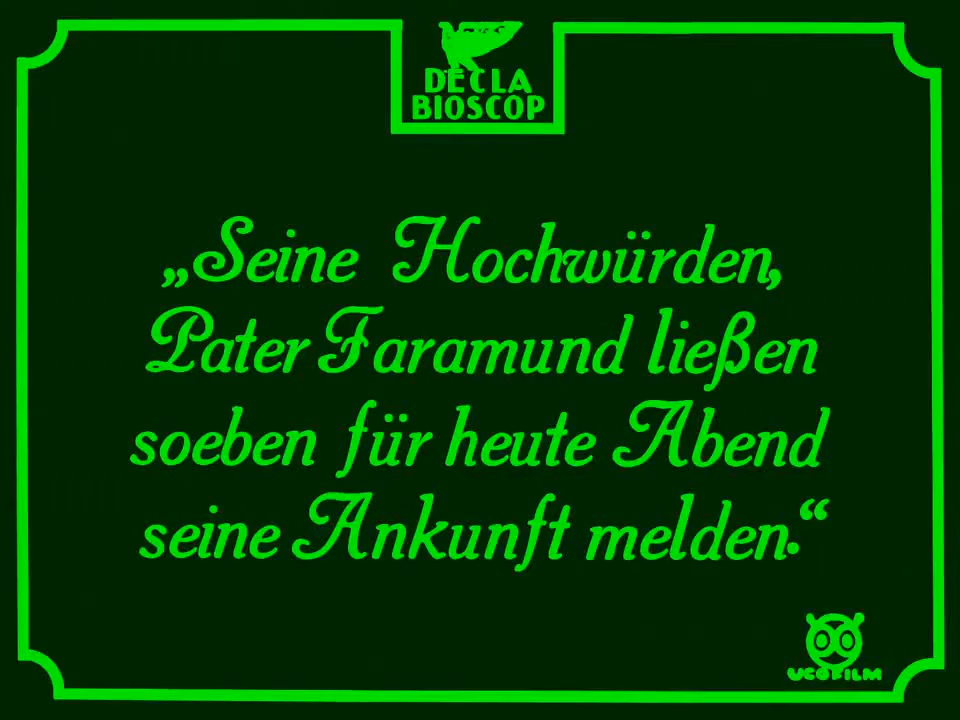 DECLA
BIOSCOP
„Seine Hochwürden,
Pater Faramund ließen
soeben für heute Abend
seine Ankunft melden.“
UCOFILM